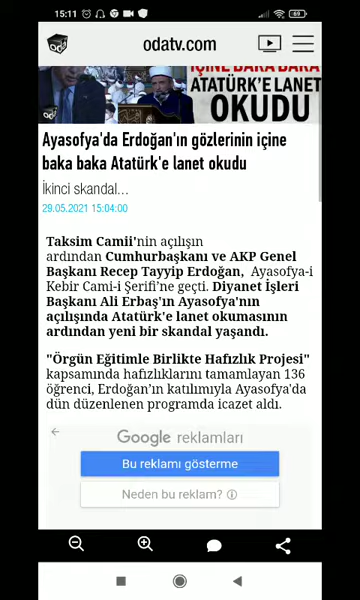 15:11
69
odatv.com
İÇİNE BAKA BAKA
ATATÜRK'E LANET
OKUDU
Ayasofya'da Erdoğan'ın gözlerinin içine
baka baka Atatürk'e lanet okudu
İkinci skandal...
29.05.2021 15:04:00
Taksim Camii'nin açılışın
ardından Cumhurbaşkanı ve AKP Genel
Başkanı Recep Tayyip Erdoğan, Ayasofya-i
Kebir Cami-i Şerifi'ne geçti. Diyanet İşleri
Başkanı Ali Erbaş'ın Ayasofya'nın
açılışında Atatürk'e lanet okumasının
ardından yeni bir skandal yaşandı.
"Örgün Eğitimle Birlikte Hafızlık Projesi"
kapsamında hafızlıklarını tamamlayan 136
öğrenci, Erdoğan'ın katılımıyla Ayasofya'da
dün düzenlenen programda icazet aldı.
Google reklamları
Bu reklamı gösterme
Neden bu reklam?